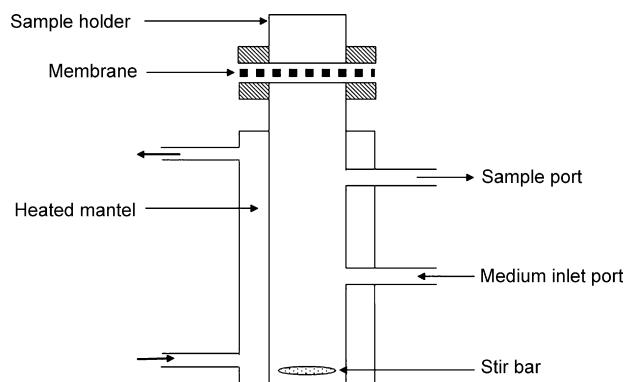 Sample holder
Membrane
Sample port
Heated mantel
Medium inlet port
Stir bar